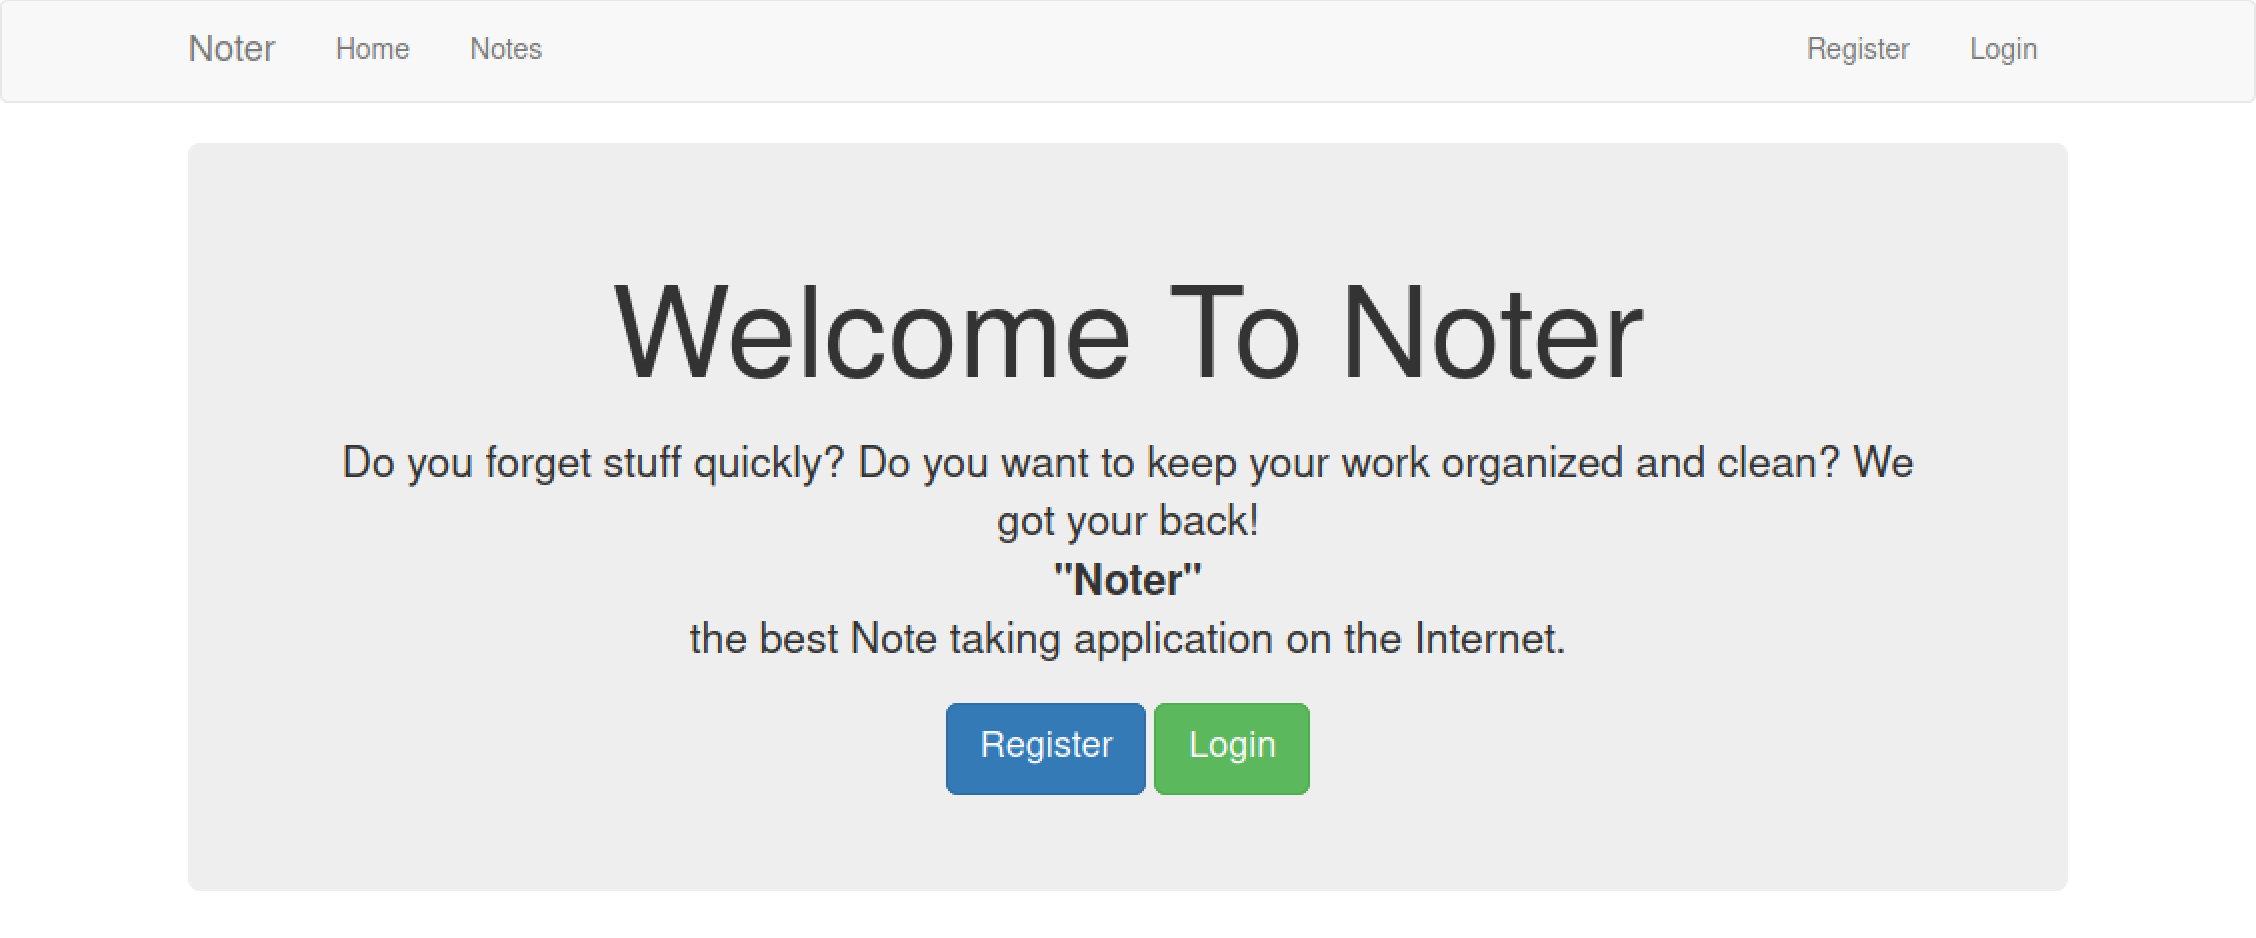 Noter Home Notes Register Login
Welcome To Noter
Do you forget stuff quickly? Do you want to keep your work organized and clean? We
got your back!
"Noter"
the best Note taking application on the Internet.
Register Login